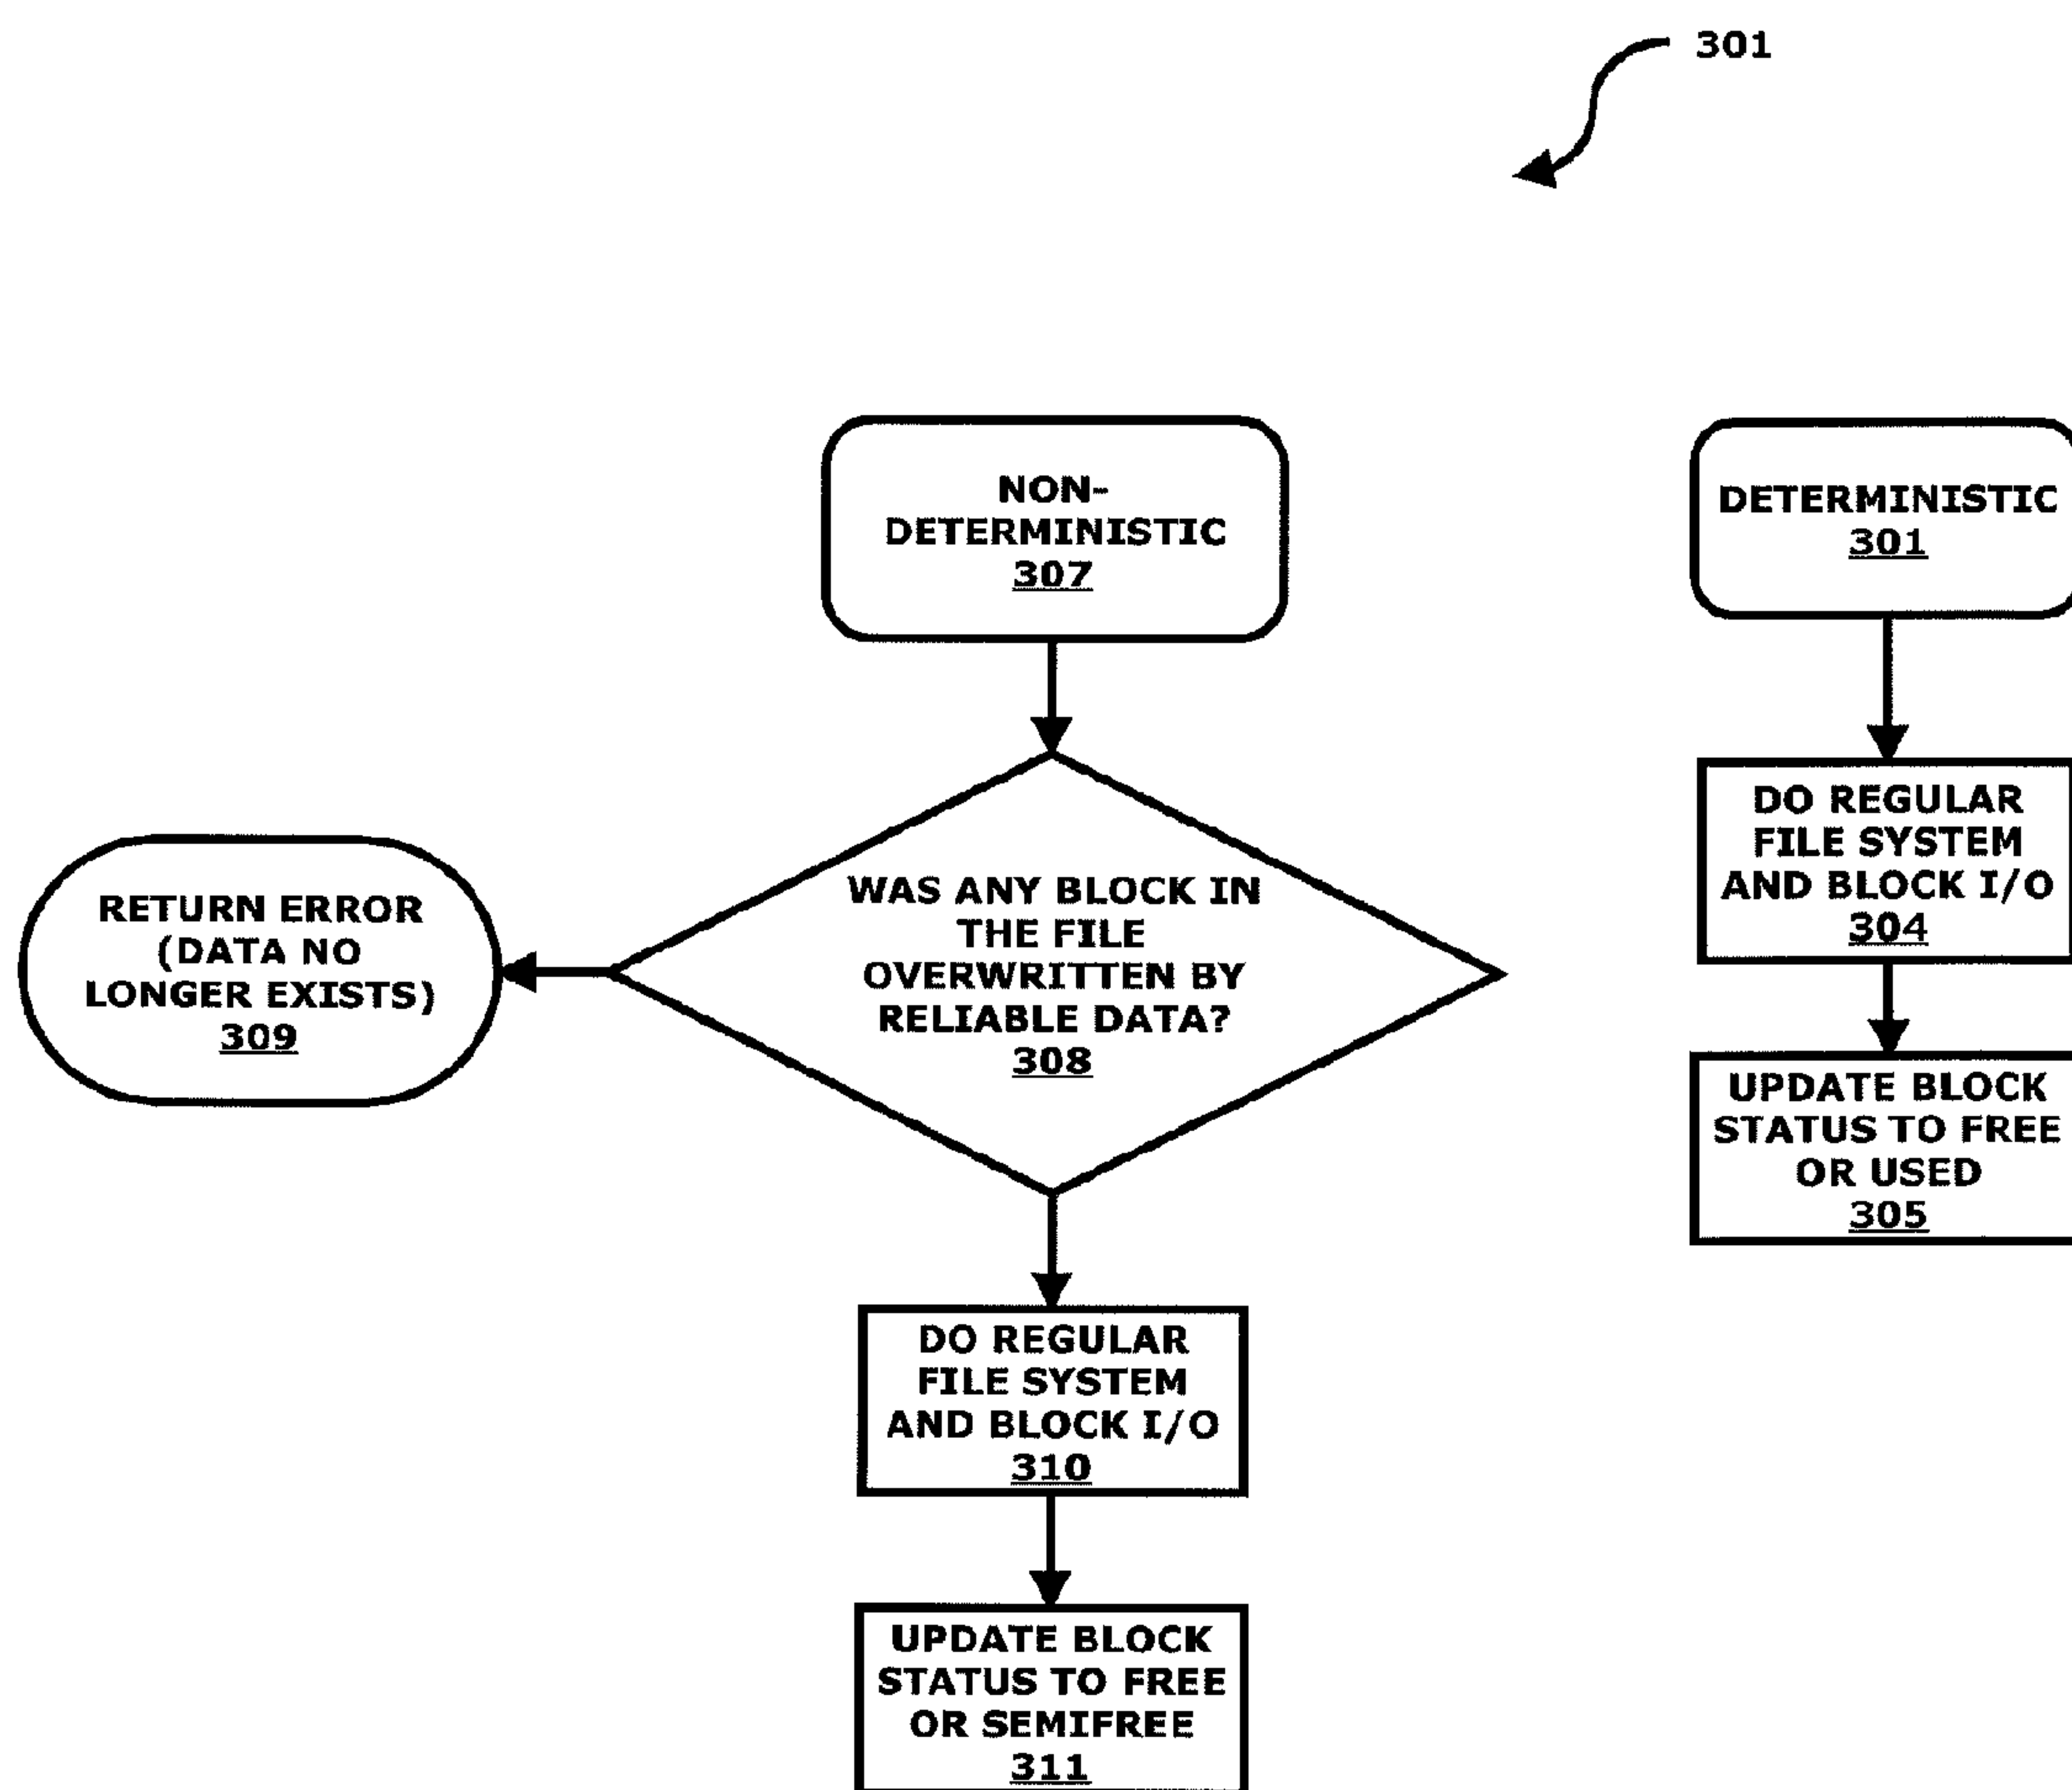 301
NON-
DETERMINISTIC
307
DETERMINISTIC
301
RETURN ERROR
(DATA NO
LONGER EXISTS)
309
WAS ANY BLOCK IN
THE FILE
OVERWRITTEN BY
RELIABLE DATA?
308
DO REGULAR
FILE SYSTEM
AND BLOCK I/O
304
UPDATE BLOCK
STATUS TO FREE
OR USED
305
DO REGULAR
FILE SYSTEM
AND BLOCK I/O
310
UPDATE BLOCK
STATUS TO FREE
OR SEMIFREE
311